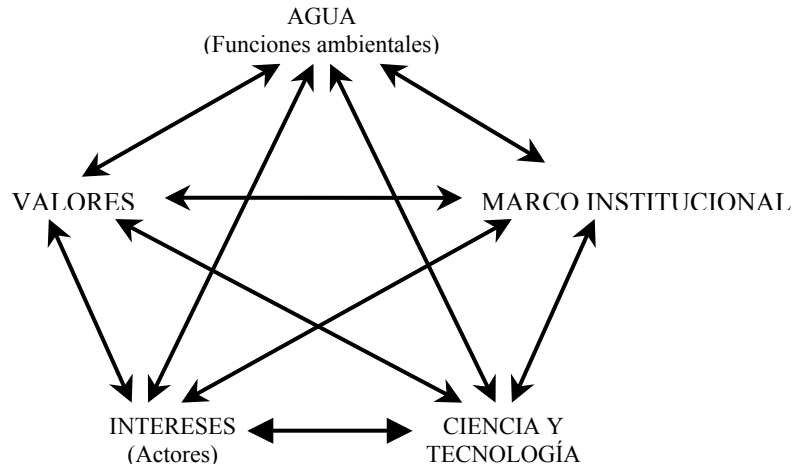 AGUA
(Funciones ambientales)
VALORES
MARCO INSTITUCIONAL
INTERESES
(Actores)
CIENCIA Y
TECNOLOGÍA